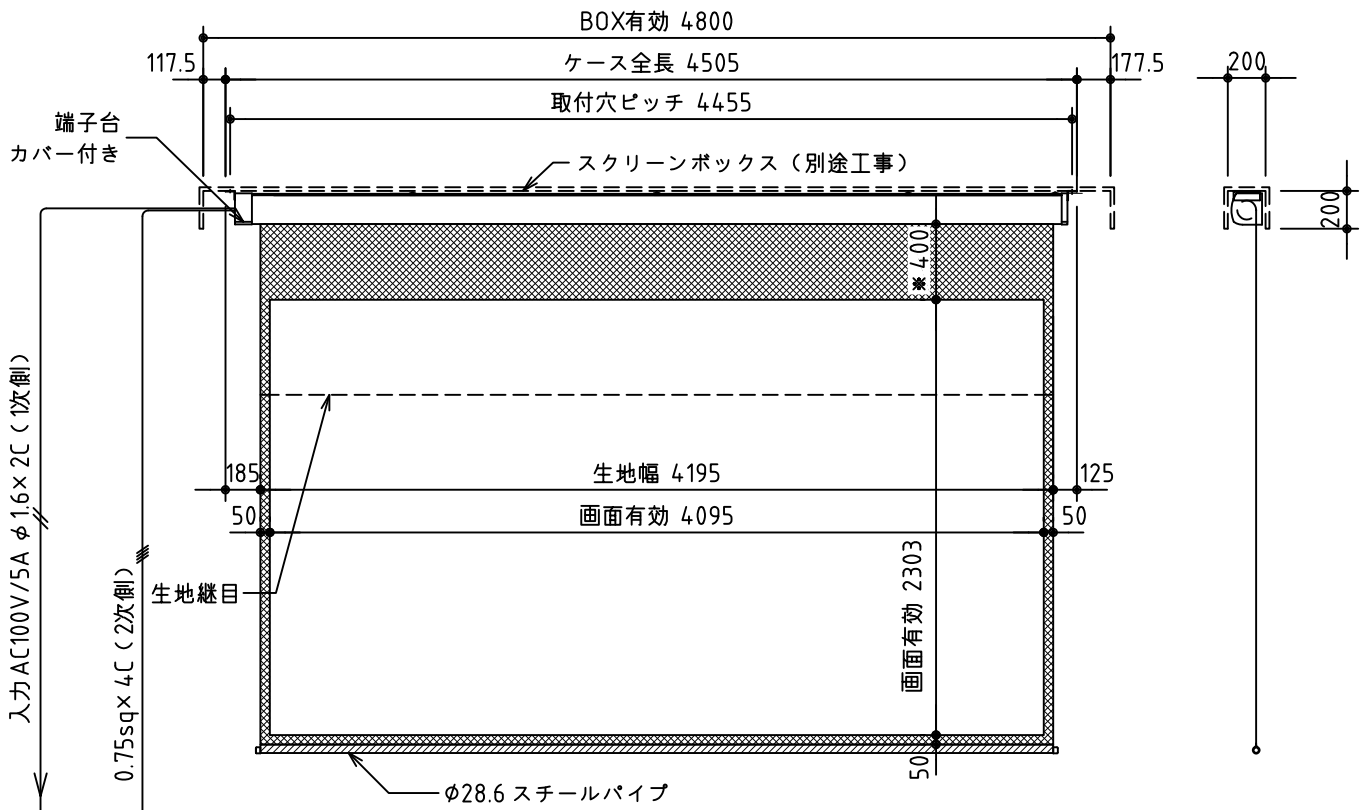 BOX有効 4800
117.5
ケース全長 4505
177.5
200
取付穴ピッチ 4455
端子台
カバー付き
スクリーンボックス（別途工事）
200
※ 400
入力AC100V/5A φ1.6×2C（1次側）
0.75sq×4C（2次側）
185
生地幅 4195
125
50
画面有効 4095
50
画面有効 2303
生地継目
50
φ28.6 スチールパイプ